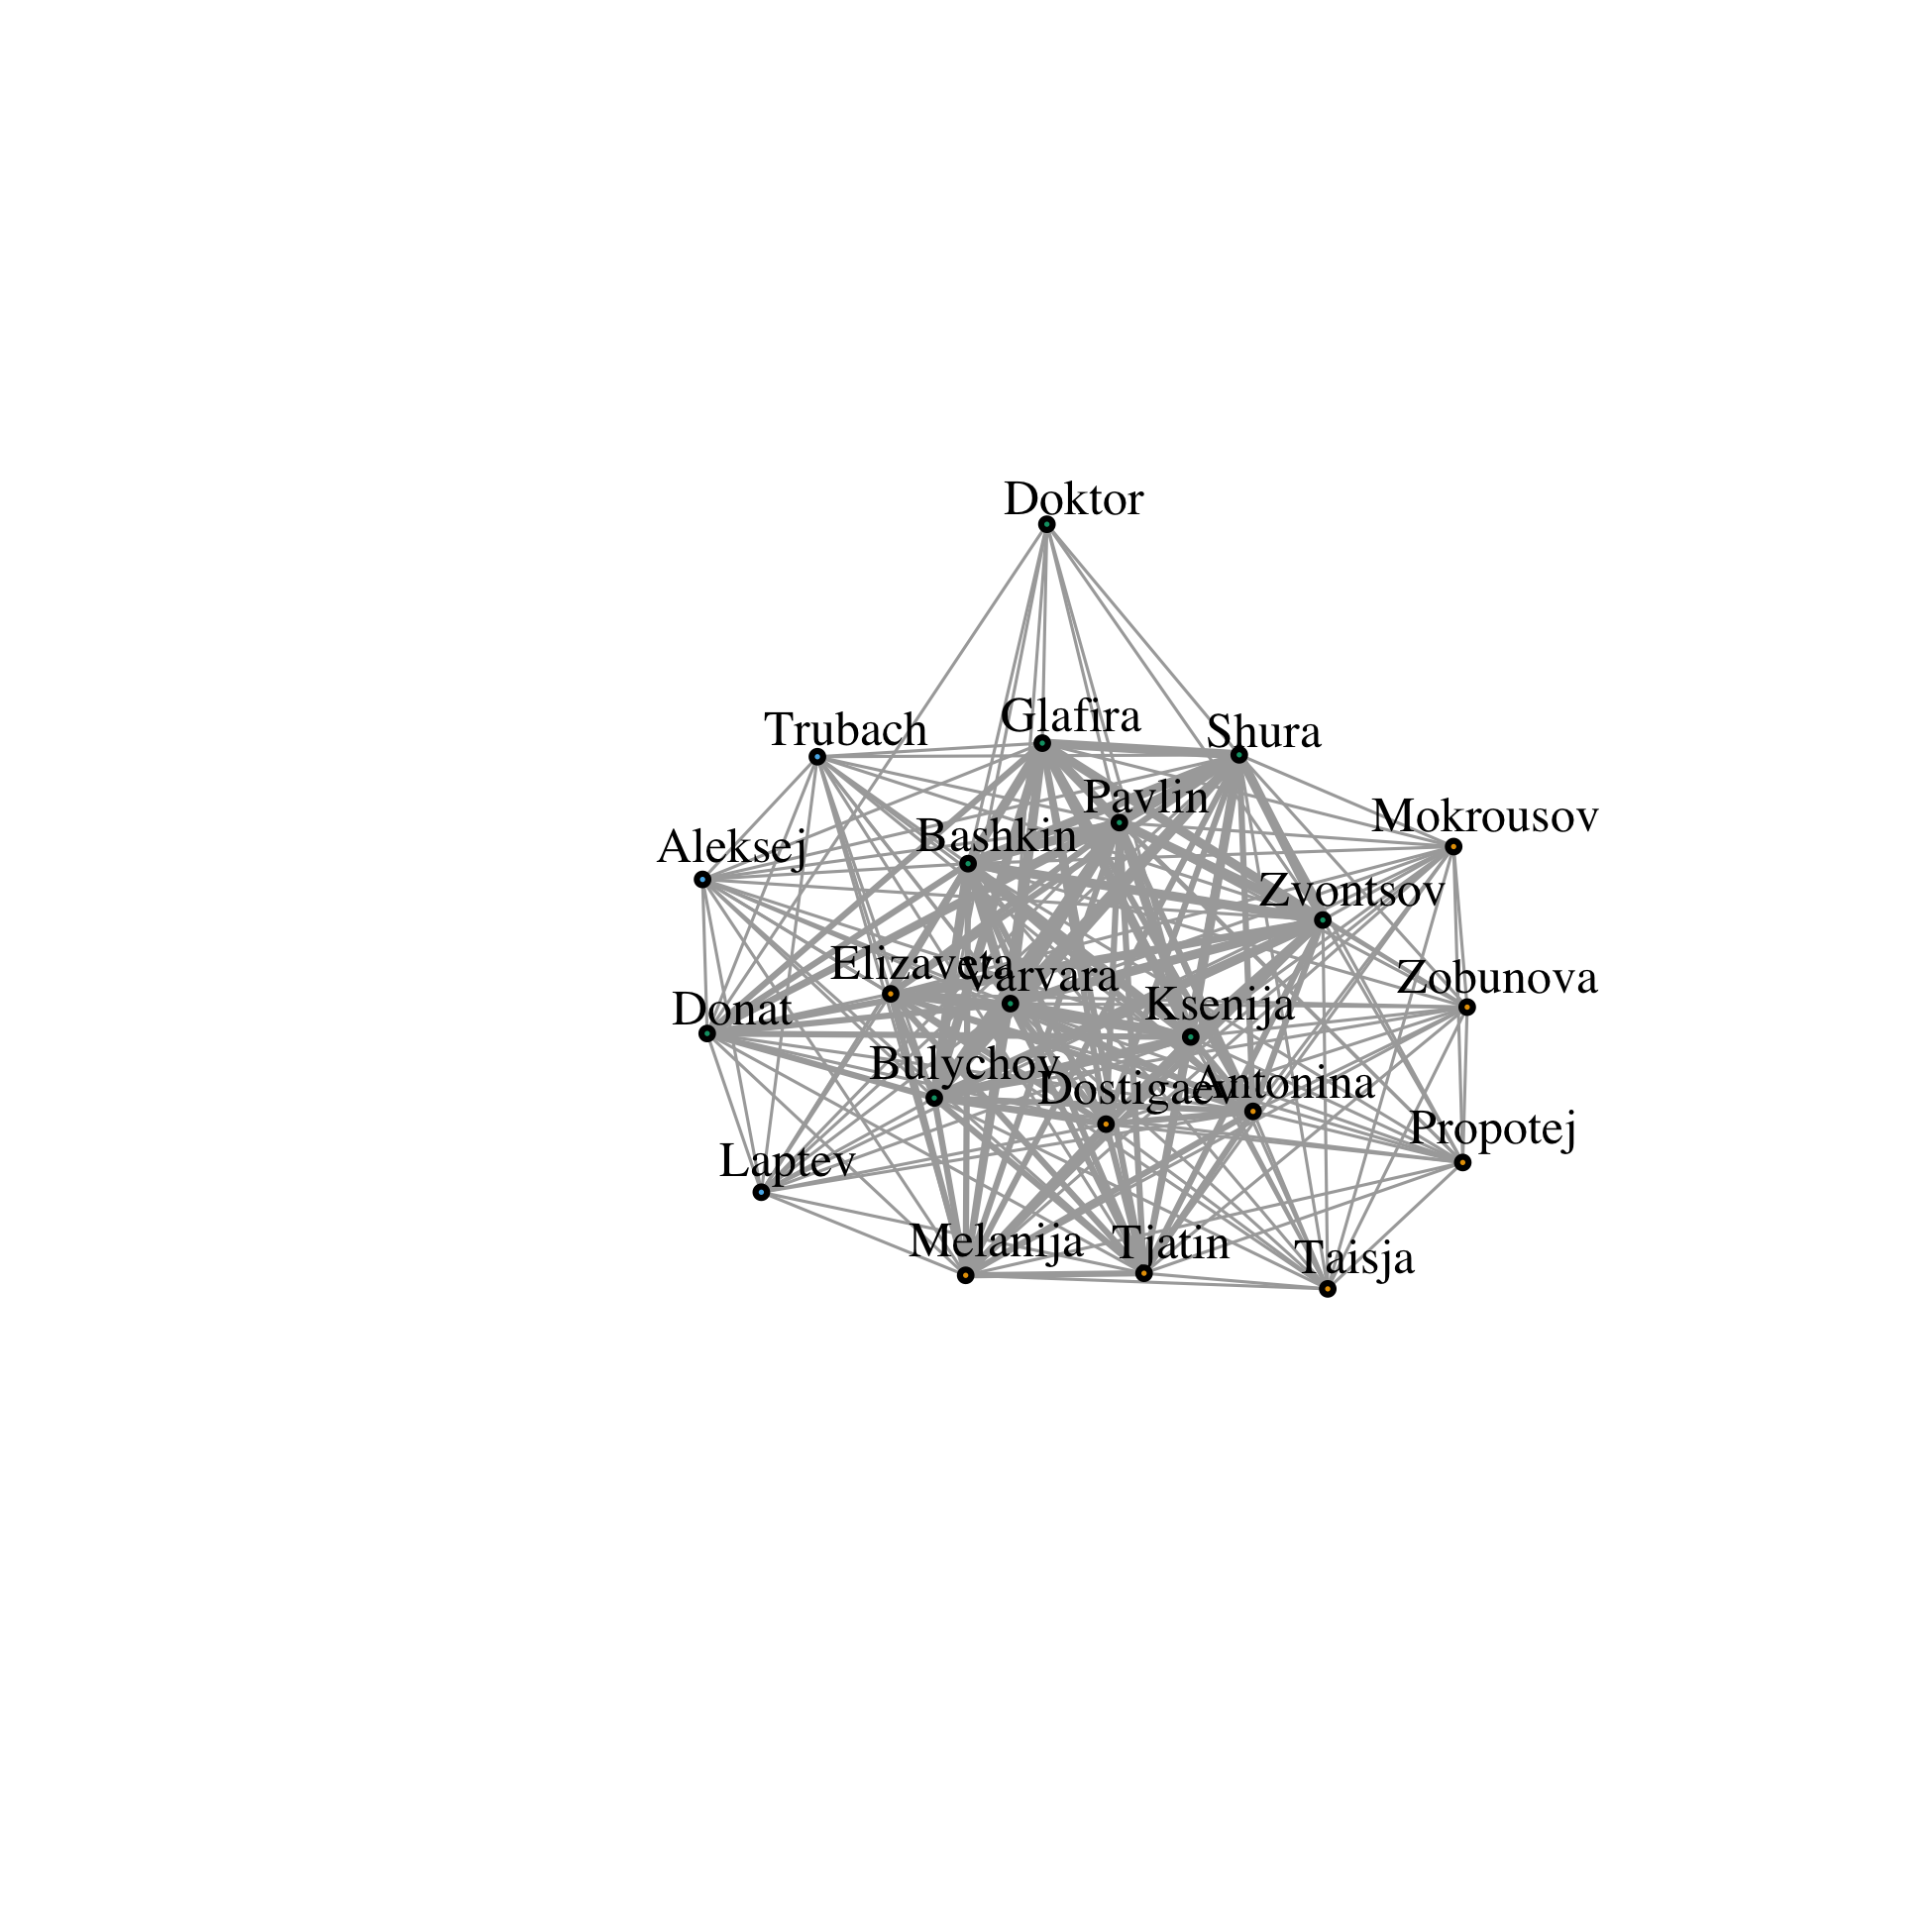 Doktor
Glafira
Trubach
Shura
Pavlin
Mokrousov
Bashkin
Aleksej
Zvontsov
Elizaveta
Varvara
Zobunova
Ksenija
Donat
Bulychov
Dostigaev
Antonina
Propotej
Laptev
Melanija
Tjatin
Taisja